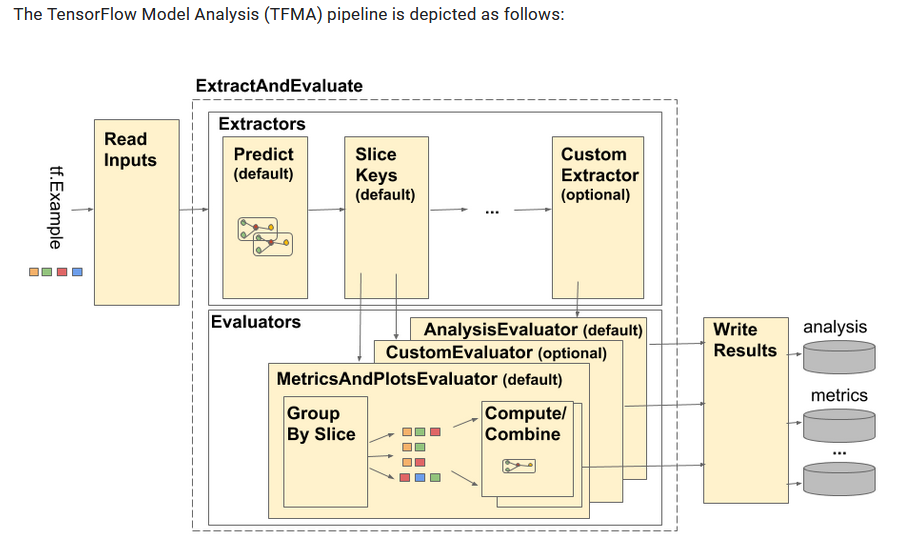 The TensorFlow Model Analysis (TFMA) pipeline is depicted as follows:
ExtractAndEvaluate
tf.Example
Read
Inputs
Extractors
Predict
(default)
Slice
Keys
(default)
...
Custom
Extractor
(optional)
Evaluators
AnalysisEvaluator (default)
CustomEvaluator (optional)
MetricsAndPlotsEvaluator (default)
Group
By Slice
Compute/
Combine
Write
Results
analysis
metrics
...